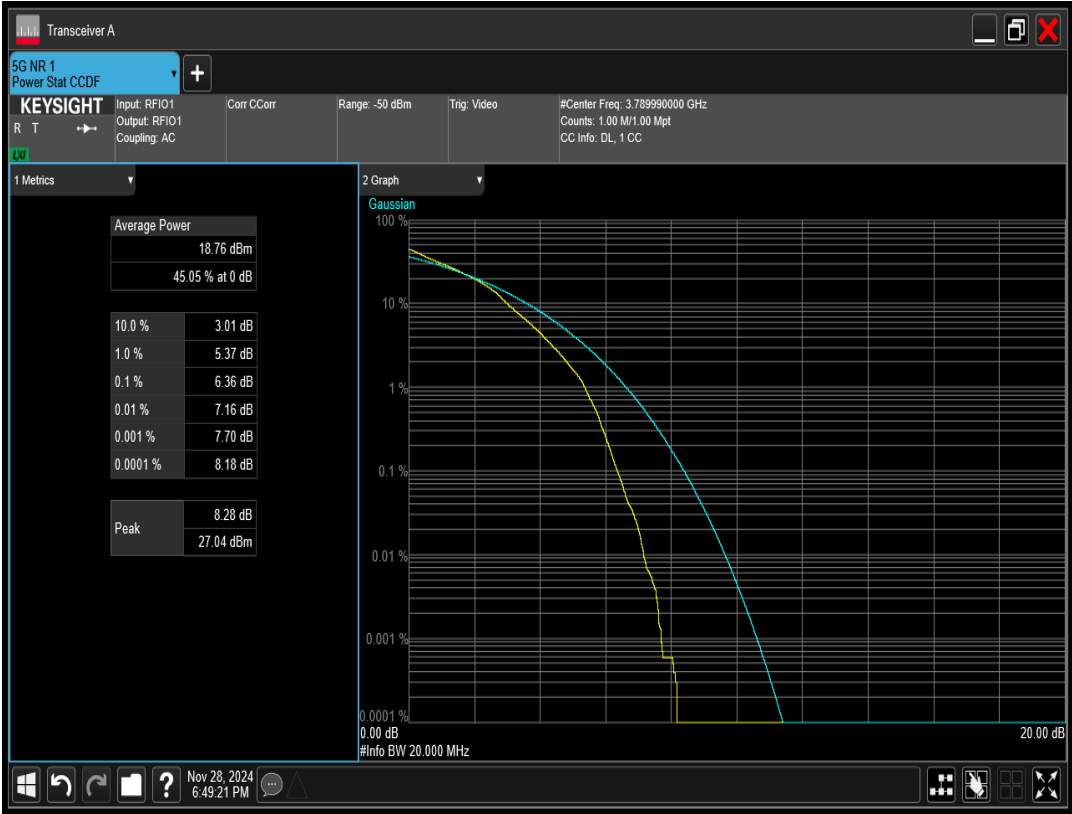 Transceiver A
5G NR 1
Power Stat CCDF
+
KEYSIGHT
R T
LXI
Input: RFIO1
Output: RFIO1
Coupling: AC
Corr CCorr
Range: -50 dBm
Trig: Video
#Center Freq: 3.789990000 GHz
Counts: 1.00 M/1.00 Mpt
CC Info: DL, 1 CC
1 Metrics
Average Power
18.76 dBm
45.05 % at 0 dB
10.0 % 3.01 dB
1.0 % 5.37 dB
0.1 % 6.36 dB
0.01 % 7.16 dB
0.001 % 7.70 dB
0.0001 % 8.18 dB
Peak
8.28 dB
27.04 dBm
2 Graph
Gaussian
100 %
10 %
1 %
0.1 %
0.01 %
0.001 %
0.0001 %
0.00 dB 20.00 dB
#Info BW 20.000 MHz
?
Nov 28, 2024
6:49:21 PM